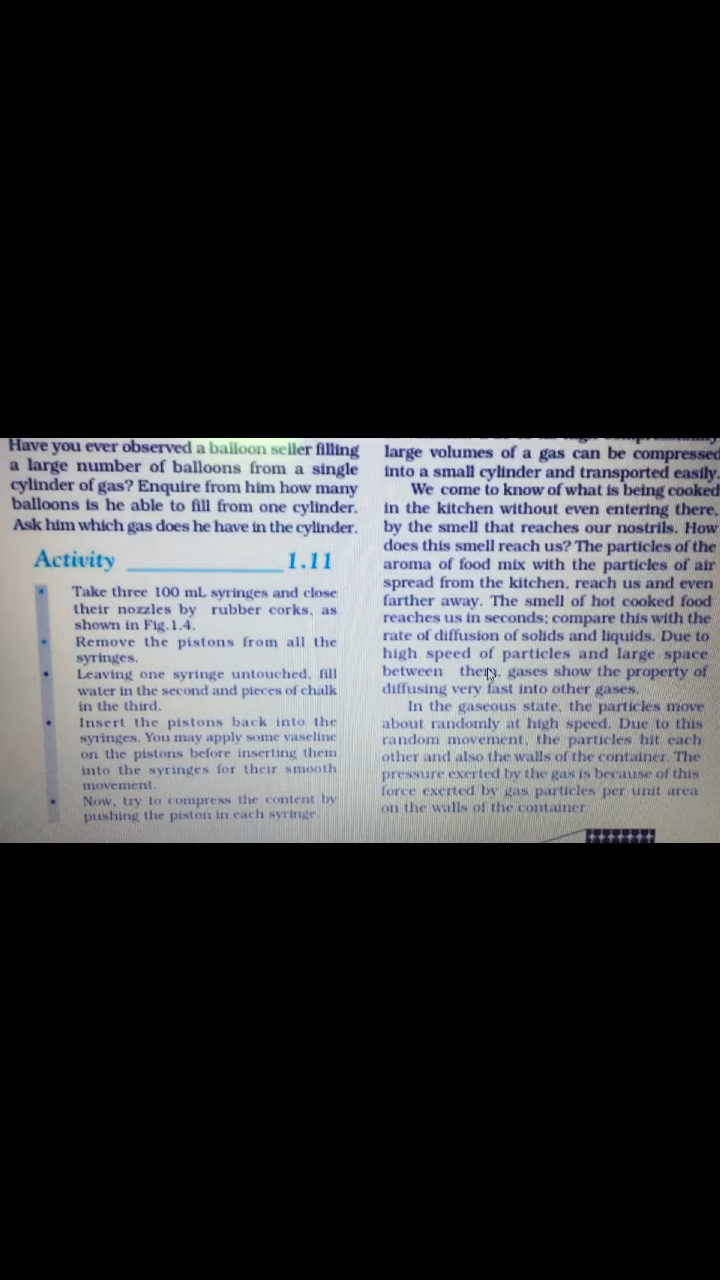 Have you ever observed a balloon seller filling
a large number of balloons from a single
cylinder of gas? Enquire from him how many
balloons is he able to fill from one cylinder.
Ask him which gas does he have in the cylinder.
Activity 1.11
• Take three 100 mL syringes and close
their nozzles by rubber corks, as
shown in Fig.1.4.
• Remove the pistons from all the
syringes.
• Leaving one syringe untouched, fill
water in the second and pieces of chalk
in the third.
• Insert the pistons back into the
syringes. You may apply some vaseline
on the pistons before inserting them
into the syringes for their smooth
movement.
• Now, try to compress the content by
pushing the piston in each syringe.
large volumes of a gas can be compressed
into a small cylinder and transported easily.
We come to know of what is being cooked
in the kitchen without even entering there,
by the smell that reaches our nostrils. How
does this smell reach us? The particles of the
aroma of food mix with the particles of air
spread from the kitchen, reach us and even
farther away. The smell of hot cooked food
reaches us in seconds; compare this with the
rate of diffusion of solids and liquids. Due to
high speed of particles and large space
between them, gases show the property of
diffusing very fast into other gases.
In the gaseous state, the particles move
about randomly at high speed. Due to this
random movement, the particles hit each
other and also the walls of the container. The
pressure exerted by the gas is because of this
force exerted by gas particles per unit area
on the walls of the container.